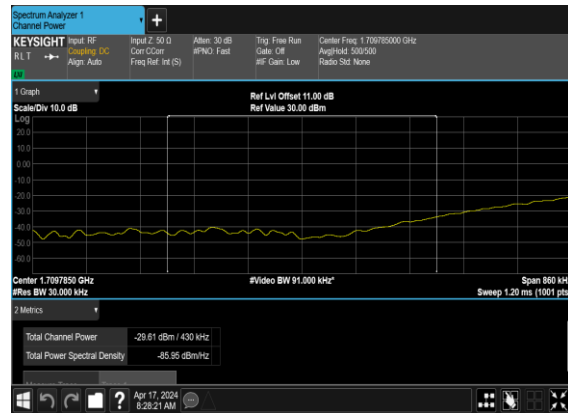 Spectrum Analyzer 1
Channel Power
+
KEYSIGHT
RLT
LXI
Input: RF
Coupling: DC
Align: Auto
Input Z: 50 Ω
Corr CCorr
Freq Ref: Int (S)
Atten: 30 dB
#PNO: Fast
Trig: Free Run
Gate: Off
#IF Gain: Low
Center Freq: 1.709785000 GHz
Avg|Hold: 500/500
Radio Std: None
1 Graph
Scale/Div 10.0 dB
Ref Lvl Offset 11.00 dB
Ref Value 30.00 dBm
Log
20.0
10.0
0.00
-10.0
-20.0
-30.0
-40.0
-50.0
-60.0
Center 1.7097850 GHz
#Res BW 30.000 kHz
#Video BW 91.000 kHz*
Span 860 kH
Sweep 1.20 ms (1001 pts
2 Metrics
Total Channel Power -29.61 dBm / 430 kHz
Total Power Spectral Density -85.95 dBm/Hz
?
Apr 17, 2024
8:28:21 AM